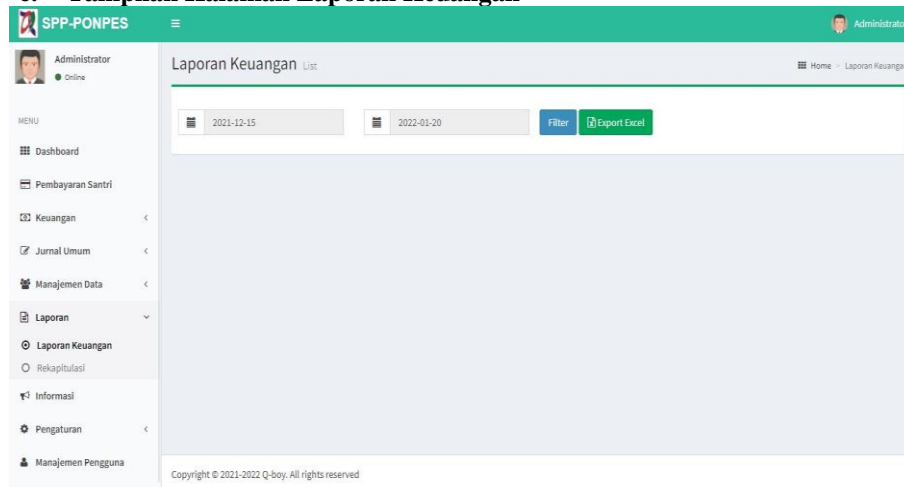 Tampilan Halaman Laporan Keuangan
SPP-PONPES
Administrato
Administrator
Online
Laporan Keuangan List
Home
Laporan Keuanga
MENU
2021-12-15
2022-01-20
Filter
Export Excel
Dashboard
Pembayaran Santri
Keuangan
Jurnal Umum
Manajemen Data
Laporan
Laporan Keuangan
Rekapitulasi
Informasi
Pengaturan
Manajemen Pengguna
Copyright © 2021-2022 Q-boy. All rights reserved